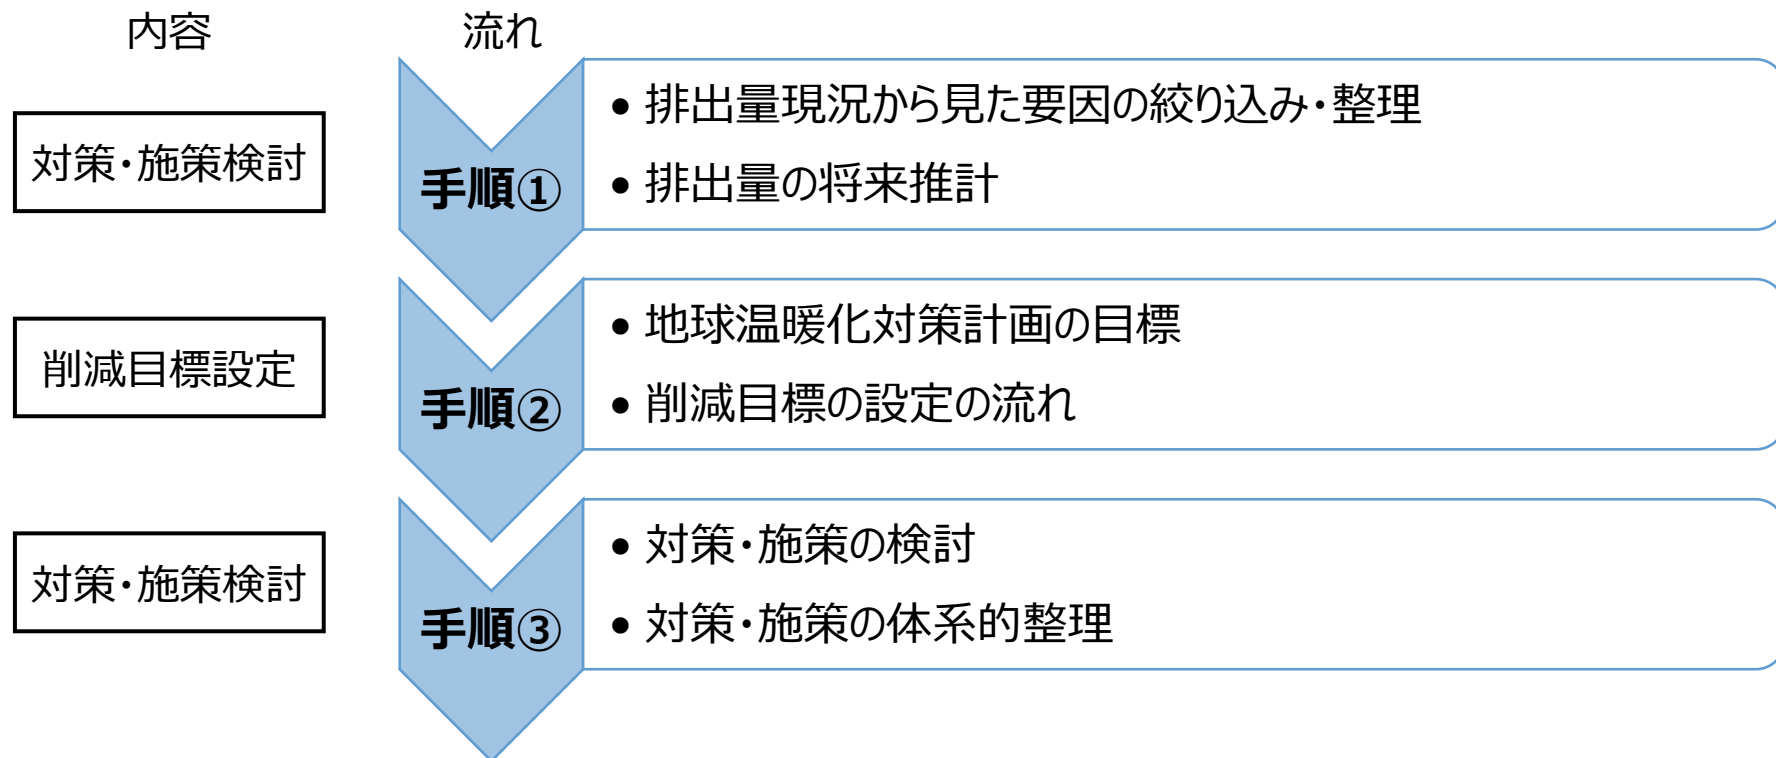 内容
流れ
対策・施策検討
手順①
• 排出量現況から見た要因の絞り込み・整理
• 排出量の将来推計
削減目標設定
手順②
• 地球温暖化対策計画の目標
• 削減目標の設定の流れ
対策・施策検討
手順③
• 対策・施策の検討
• 対策・施策の体系的整理